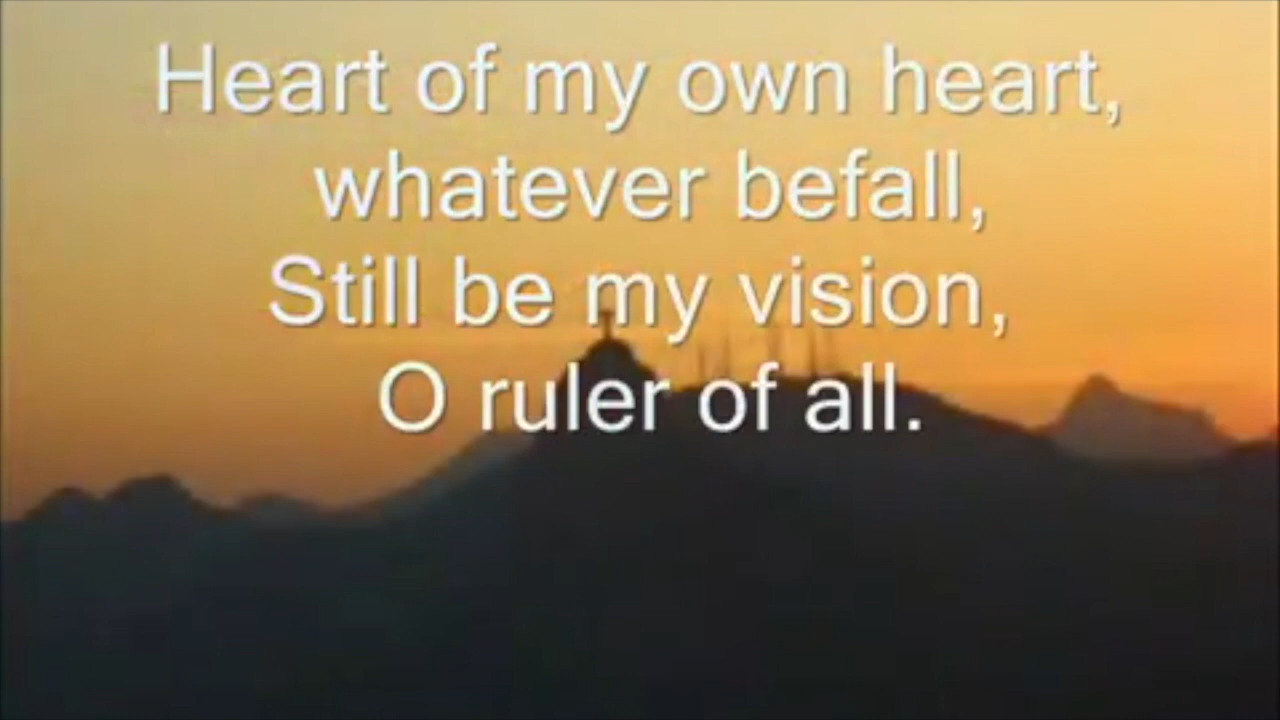 Heart of my own heart,
whatever befall,
Still be my vision,
O ruler of all.